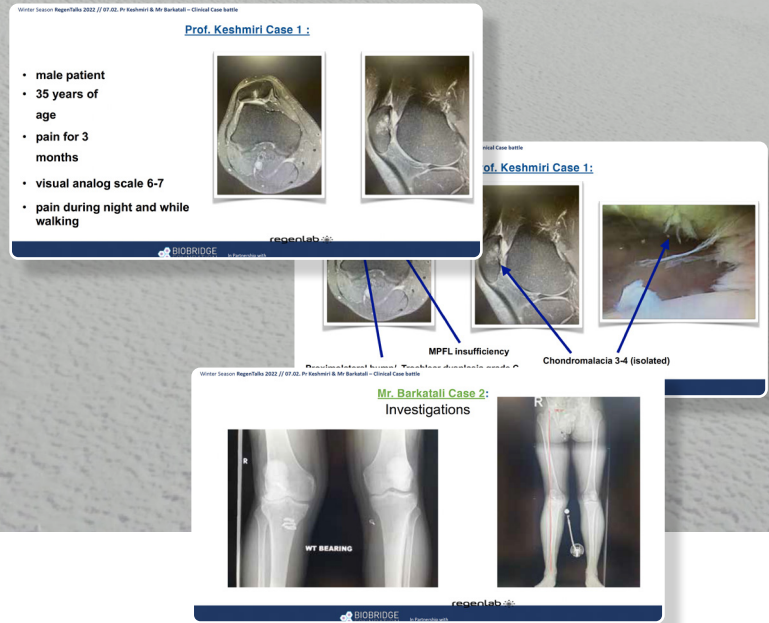 Winter Season RegenTalks 2022 // 07.02. Pr Keshmiri & Mr Barkatali – Clinical Case battle
Prof. Keshmiri Case 1 :
• male patient
• 35 years of
age
• pain for 3
months
• visual analog scale 6-7
• pain during night and while
walking
regenlab
BIOBRIDGE
In Partnership with
nical Case battle
of. Keshmiri Case 1:
MPFL insufficiency
Chondromalacia 3-4 (isolated)
Winter Season RegenTalks 2022 // 07.02. Pr Keshmiri & Mr Barkatali – Clinical Case battle
Mr. Barkatali Case 2:
Investigations
R
WT BEARING
R
regenlab
BIOBRIDGE
In Partnership with